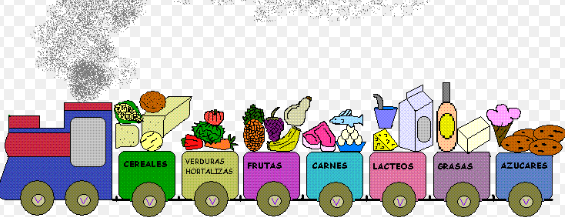 CEREALES
VERDURAS
HORTALIZAS
FRUTAS
CARNES
LACTEOS
GRASAS
AZUCARES